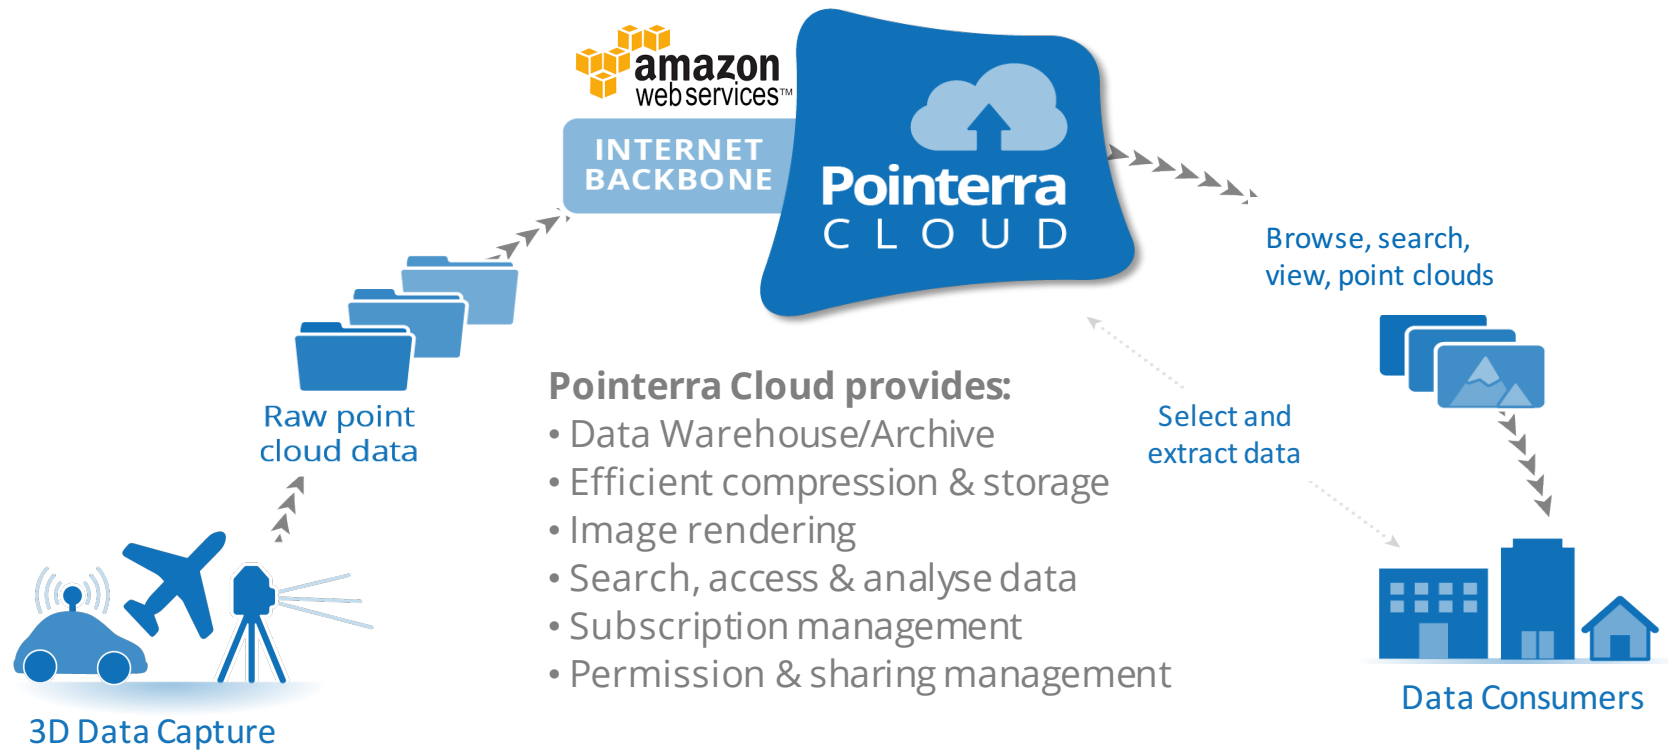 amazon
web services™
INTERNET
BACKBONE
Pointerra
CLOUD
Browse, search,
view, point clouds
Raw point
cloud data
Select and
extract data
Pointerra Cloud provides:
• Data Warehouse/Archive
• Efficient compression & storage
• Image rendering
• Search, access & analyse data
• Subscription management
• Permission & sharing management
3D Data Capture
Data Consumers